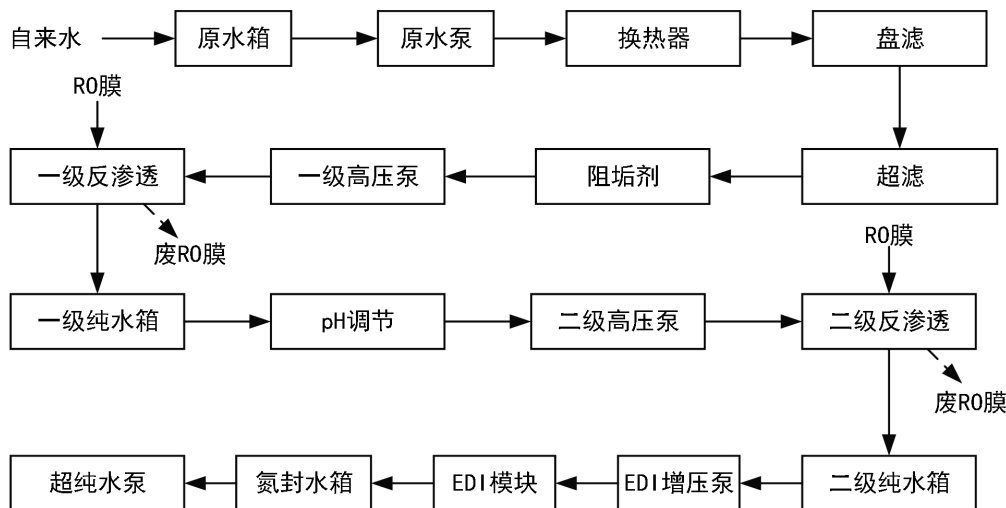 自来水
原水箱
原水泵
换热器
盘滤
RO膜
一级反渗透
一级高压泵
阻垢剂
超滤
废RO膜
RO膜
一级纯水箱
pH调节
二级高压泵
二级反渗透
废RO膜
超纯水泵
氮封水箱
EDI模块
EDI增压泵
二级纯水箱